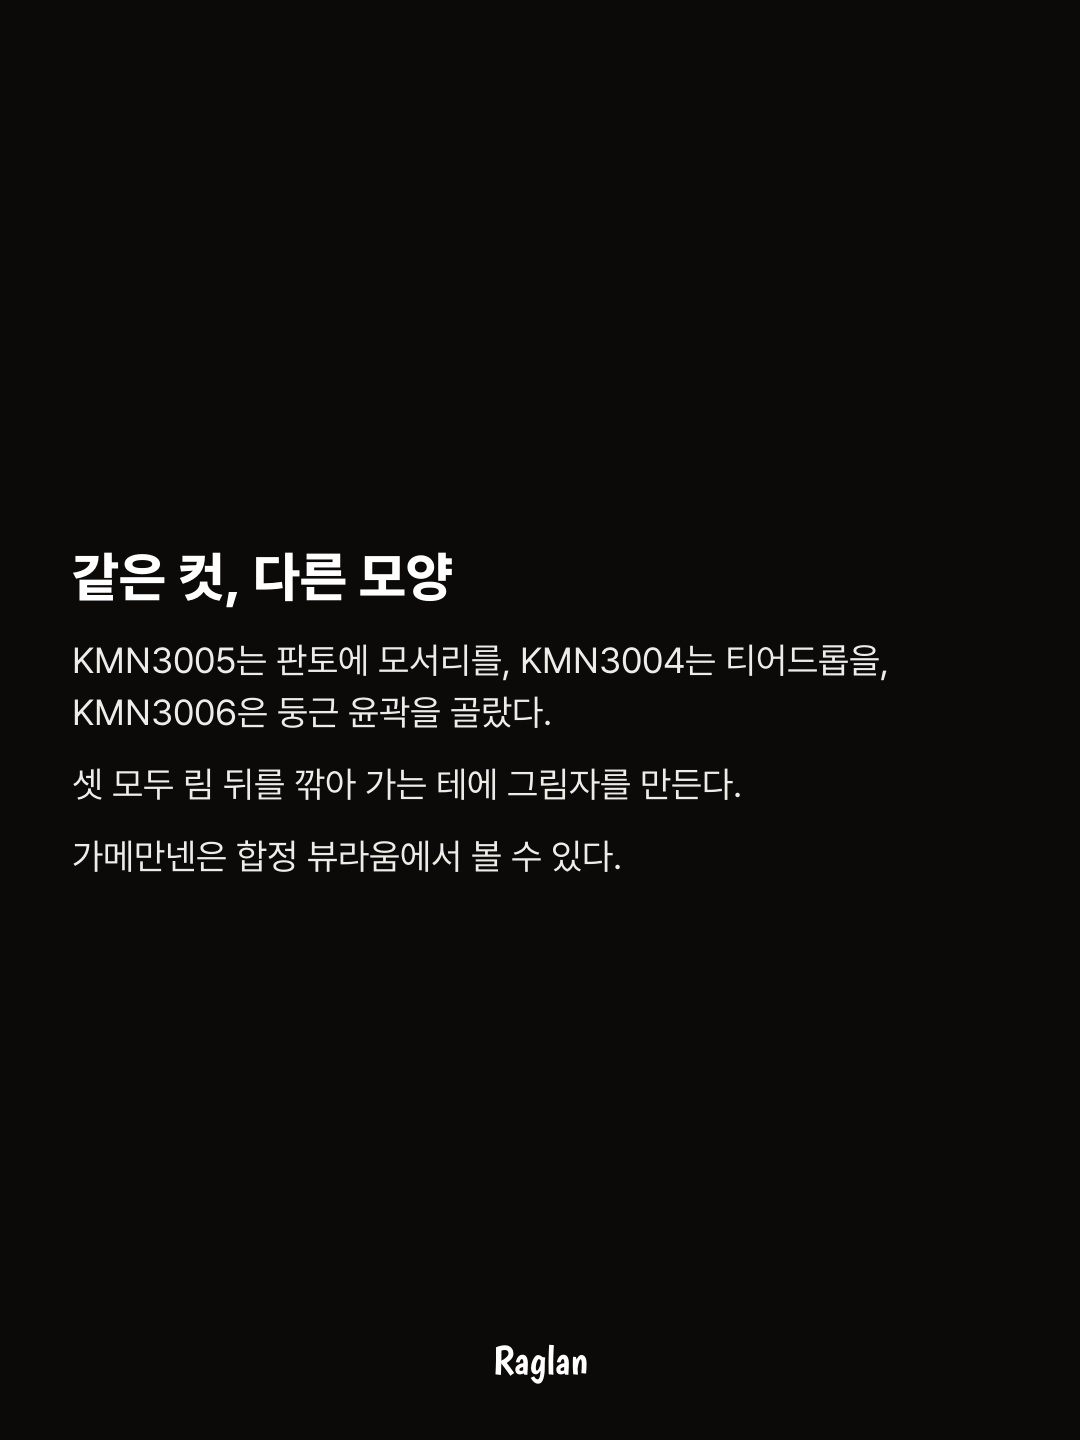 같은 컷, 다른 모양
KMN3005는 판토에 모서리를, KMN3004는 티어드롭을,
KMN3006은 둥근 윤곽을 골랐다.
셋 모두 림 뒤를 깎아 가는 테에 그림자를 만든다.
가메만넨은 합정 뷰라움에서 볼 수 있다.
Raglan